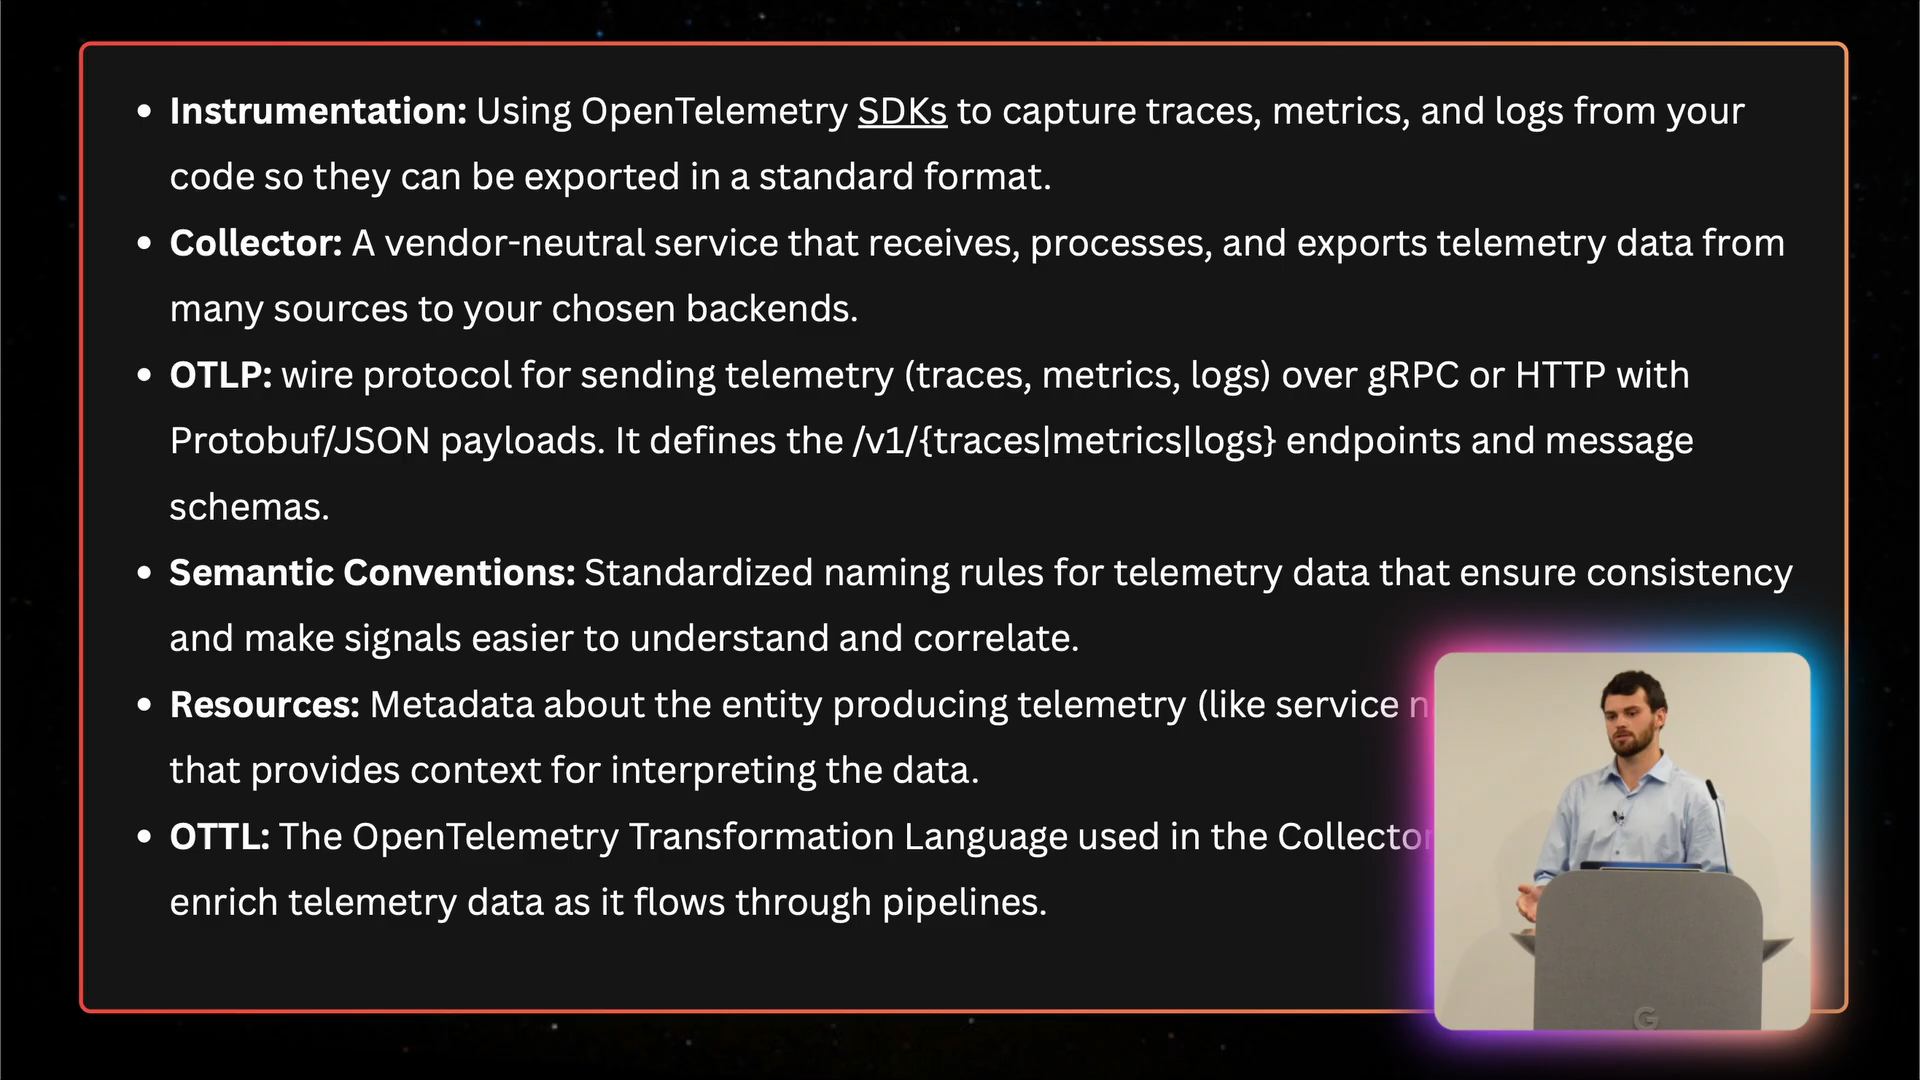 • Instrumentation: Using OpenTelemetry SDKs to capture traces, metrics, and logs from your
code so they can be exported in a standard format.
• Collector: A vendor-neutral service that receives, processes, and exports telemetry data from
many sources to your chosen backends.
• OTLP: wire protocol for sending telemetry (traces, metrics, logs) over gRPC or HTTP with
Protobuf/JSON payloads. It defines the /v1/{traces|metrics|logs} endpoints and message
schemas.
• Semantic Conventions: Standardized naming rules for telemetry data that ensure consistency
and make signals easier to understand and correlate.
• Resources: Metadata about the entity producing telemetry (like service
that provides context for interpreting the data.
• OTTL: The OpenTelemetry Transformation Language used in the Collector
enrich telemetry data as it flows through pipelines.
G